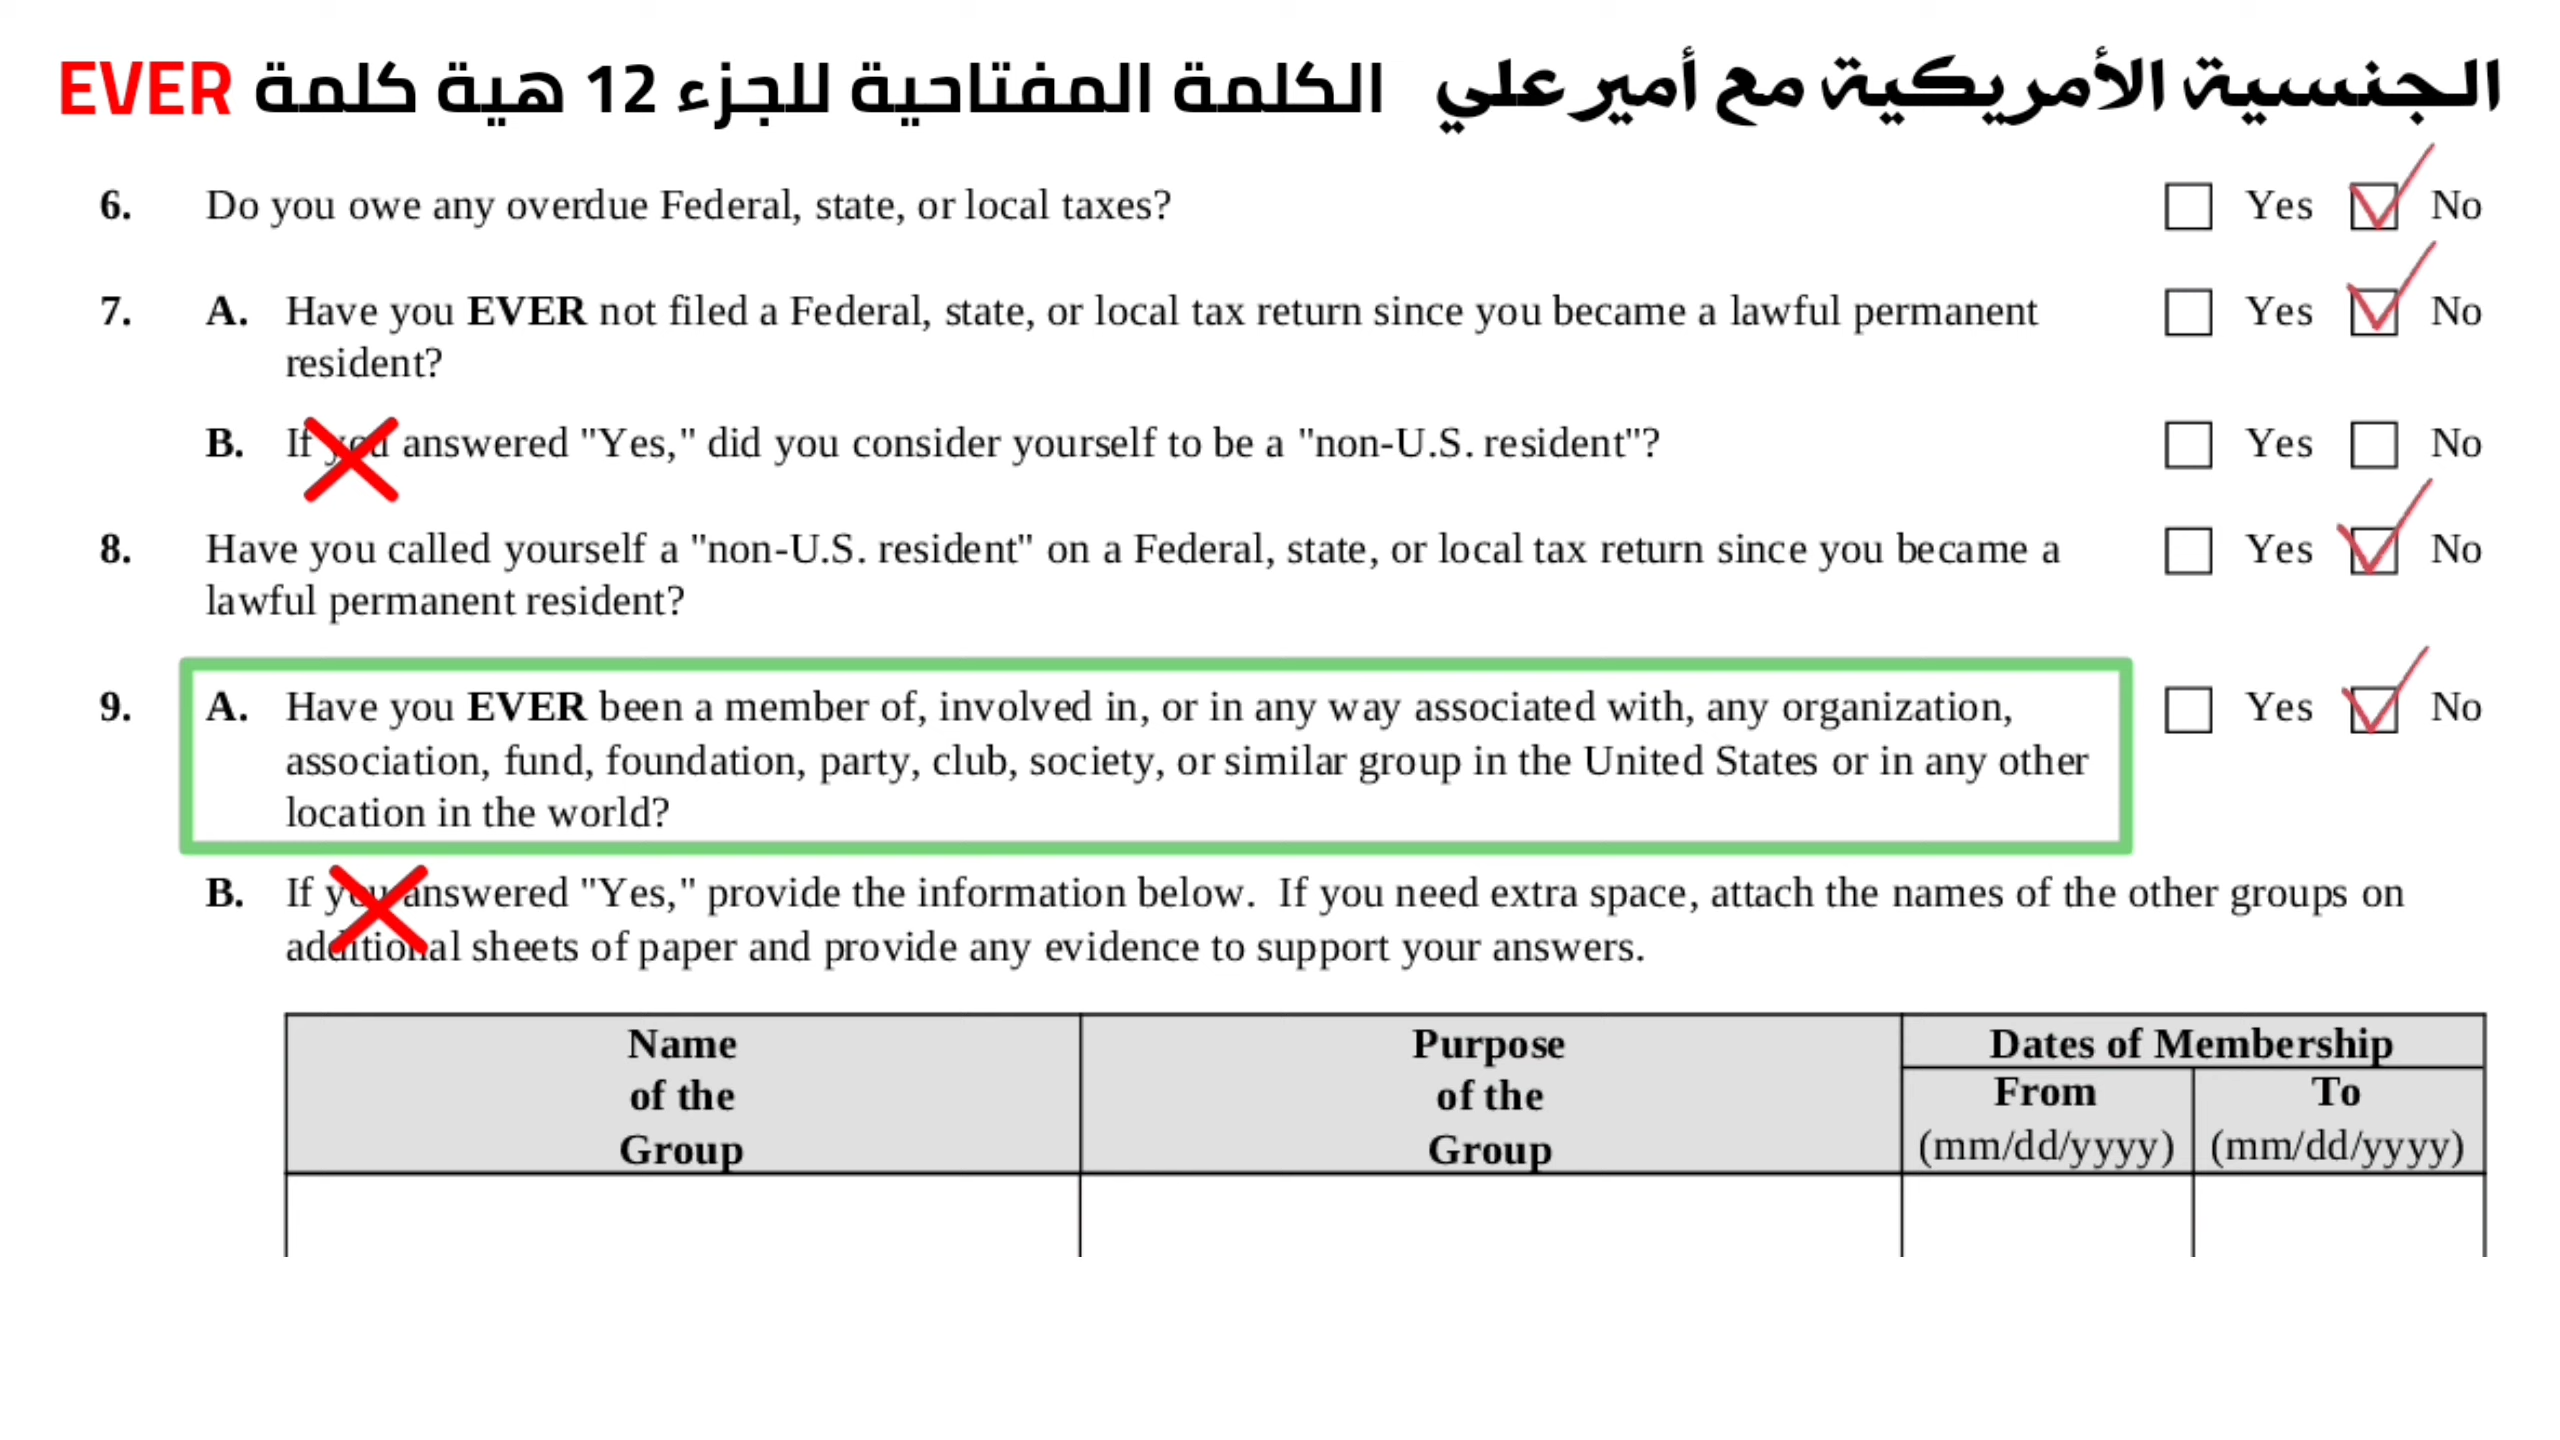 الجنسية الأمريكية مع أمير علي الكلمة المفتاحية للجزء 12 هية كلمة EVER
6. Do you owe any overdue Federal, state, or local taxes? Yes No
7. A. Have you EVER not filed a Federal, state, or local tax return since you became a lawful permanent Yes No
resident?
B. If you answered "Yes," did you consider yourself to be a "non-U.S. resident"? Yes No
8. Have you called yourself a "non-U.S. resident" on a Federal, state, or local tax return since you became a Yes No
lawful permanent resident?
9. A. Have you EVER been a member of, involved in, or in any way associated with, any organization, Yes No
association, fund, foundation, party, club, society, or similar group in the United States or in any other
location in the world?
B. If you answered "Yes," provide the information below. If you need extra space, attach the names of the other groups on
additional sheets of paper and provide any evidence to support your answers.
Name
of the
Group
Purpose
of the
Group
Dates of Membership
From
(mm/dd/yyyy)
To
(mm/dd/yyyy)